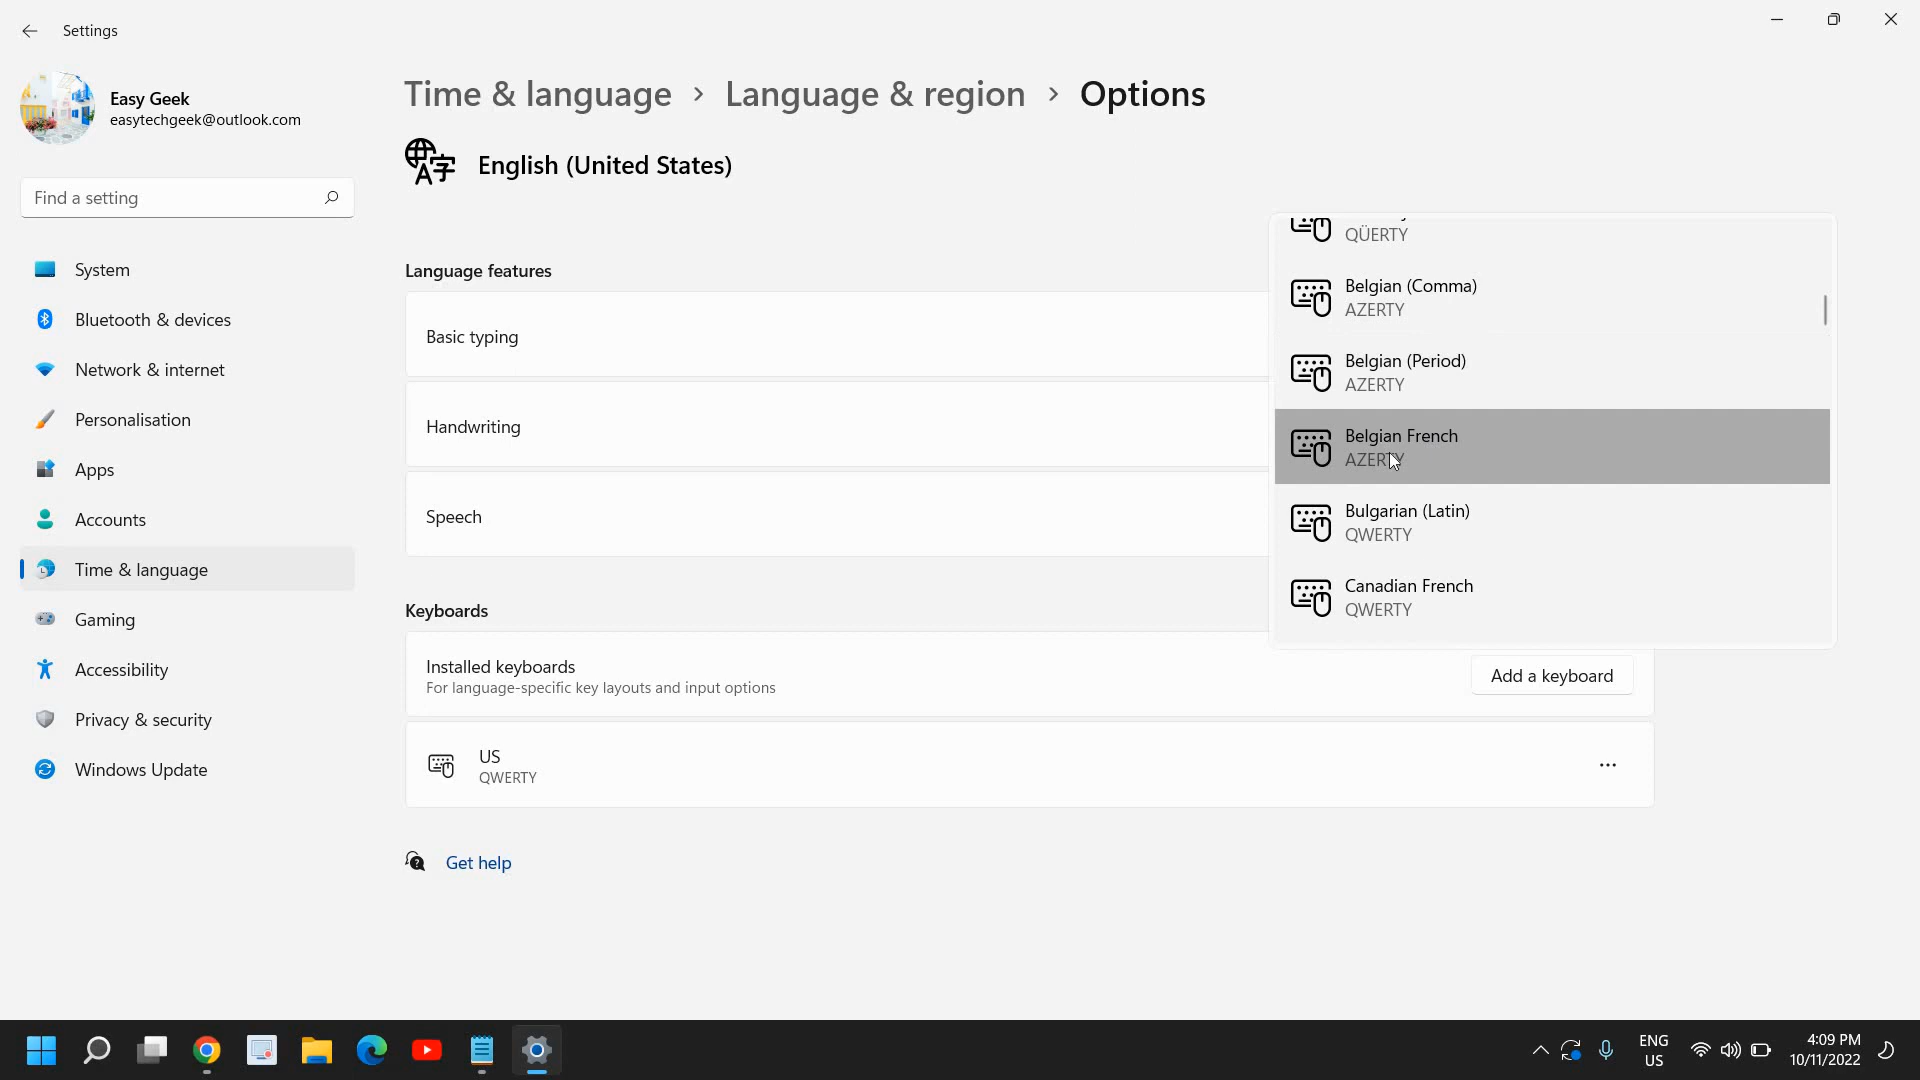 Settings
Easy Geek
easytechgeek@outlook.com
Find a setting
System
Bluetooth & devices
Network & internet
Personalisation
Apps
Accounts
Time & language
Gaming
Accessibility
Privacy & security
Windows Update
Time & language > Language & region > Options
English (United States)
Language features
Basic typing
Handwriting
Speech
QÜERTY
Belgian (Comma)
AZERTY
Belgian (Period)
AZERTY
Belgian French
AZERTY
Bulgarian (Latin)
QWERTY
Canadian French
QWERTY
Keyboards
Installed keyboards
For language-specific key layouts and input options
Add a keyboard
US
QWERTY
Get help
ENG
US
4:09 PM
10/11/2022